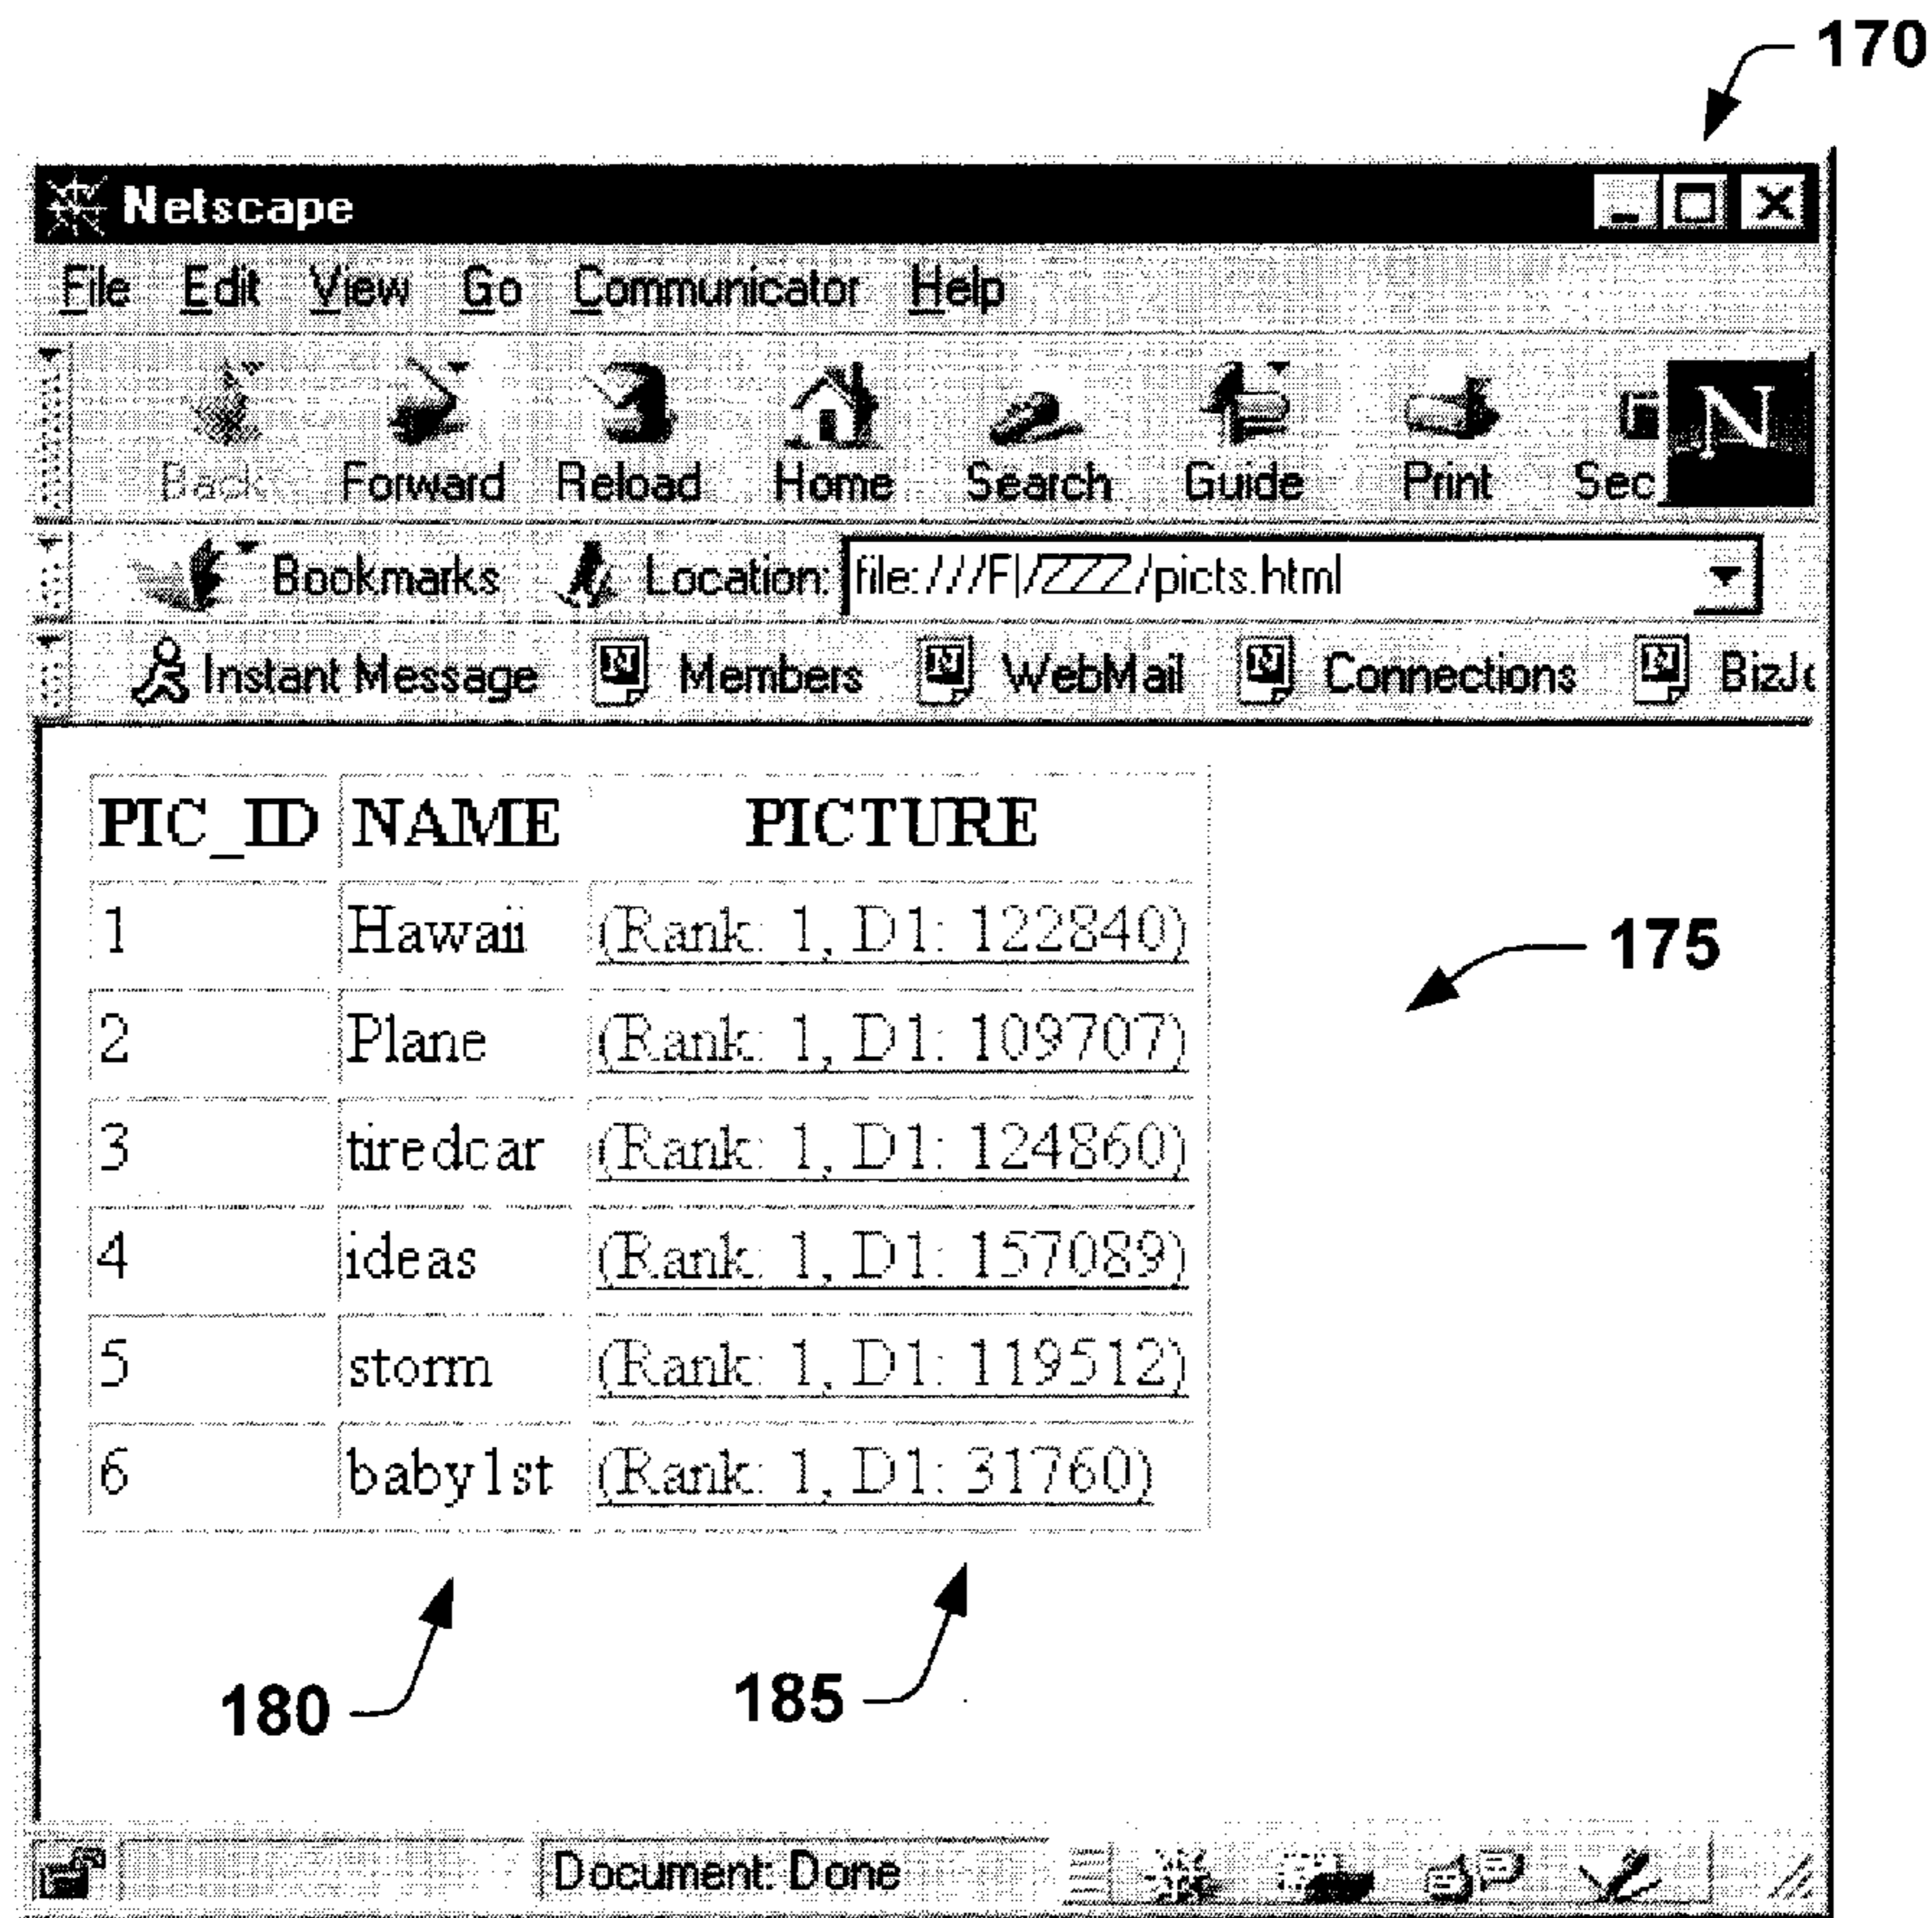 170
Netscape
File Edit View Go Communicator Help
Back Forward Reload Home Search Guide Print Sec N
Bookmarks Location: file:///F|/ZZZ/picts.html
Instant Message Members WebMail Connections BizJ
PIC_ID NAME PICTURE
1 Hawaii (Rank: 1, D1: 122840)
175
2 Plane (Rank: 1, D1: 109707)
3 tiredcar (Rank: 1, D1: 124860)
4 ideas (Rank: 1, D1: 157089)
5 storm (Rank: 1, D1: 119512)
6 baby1st (Rank: 1, D1: 31760)
180 185
Document: Done